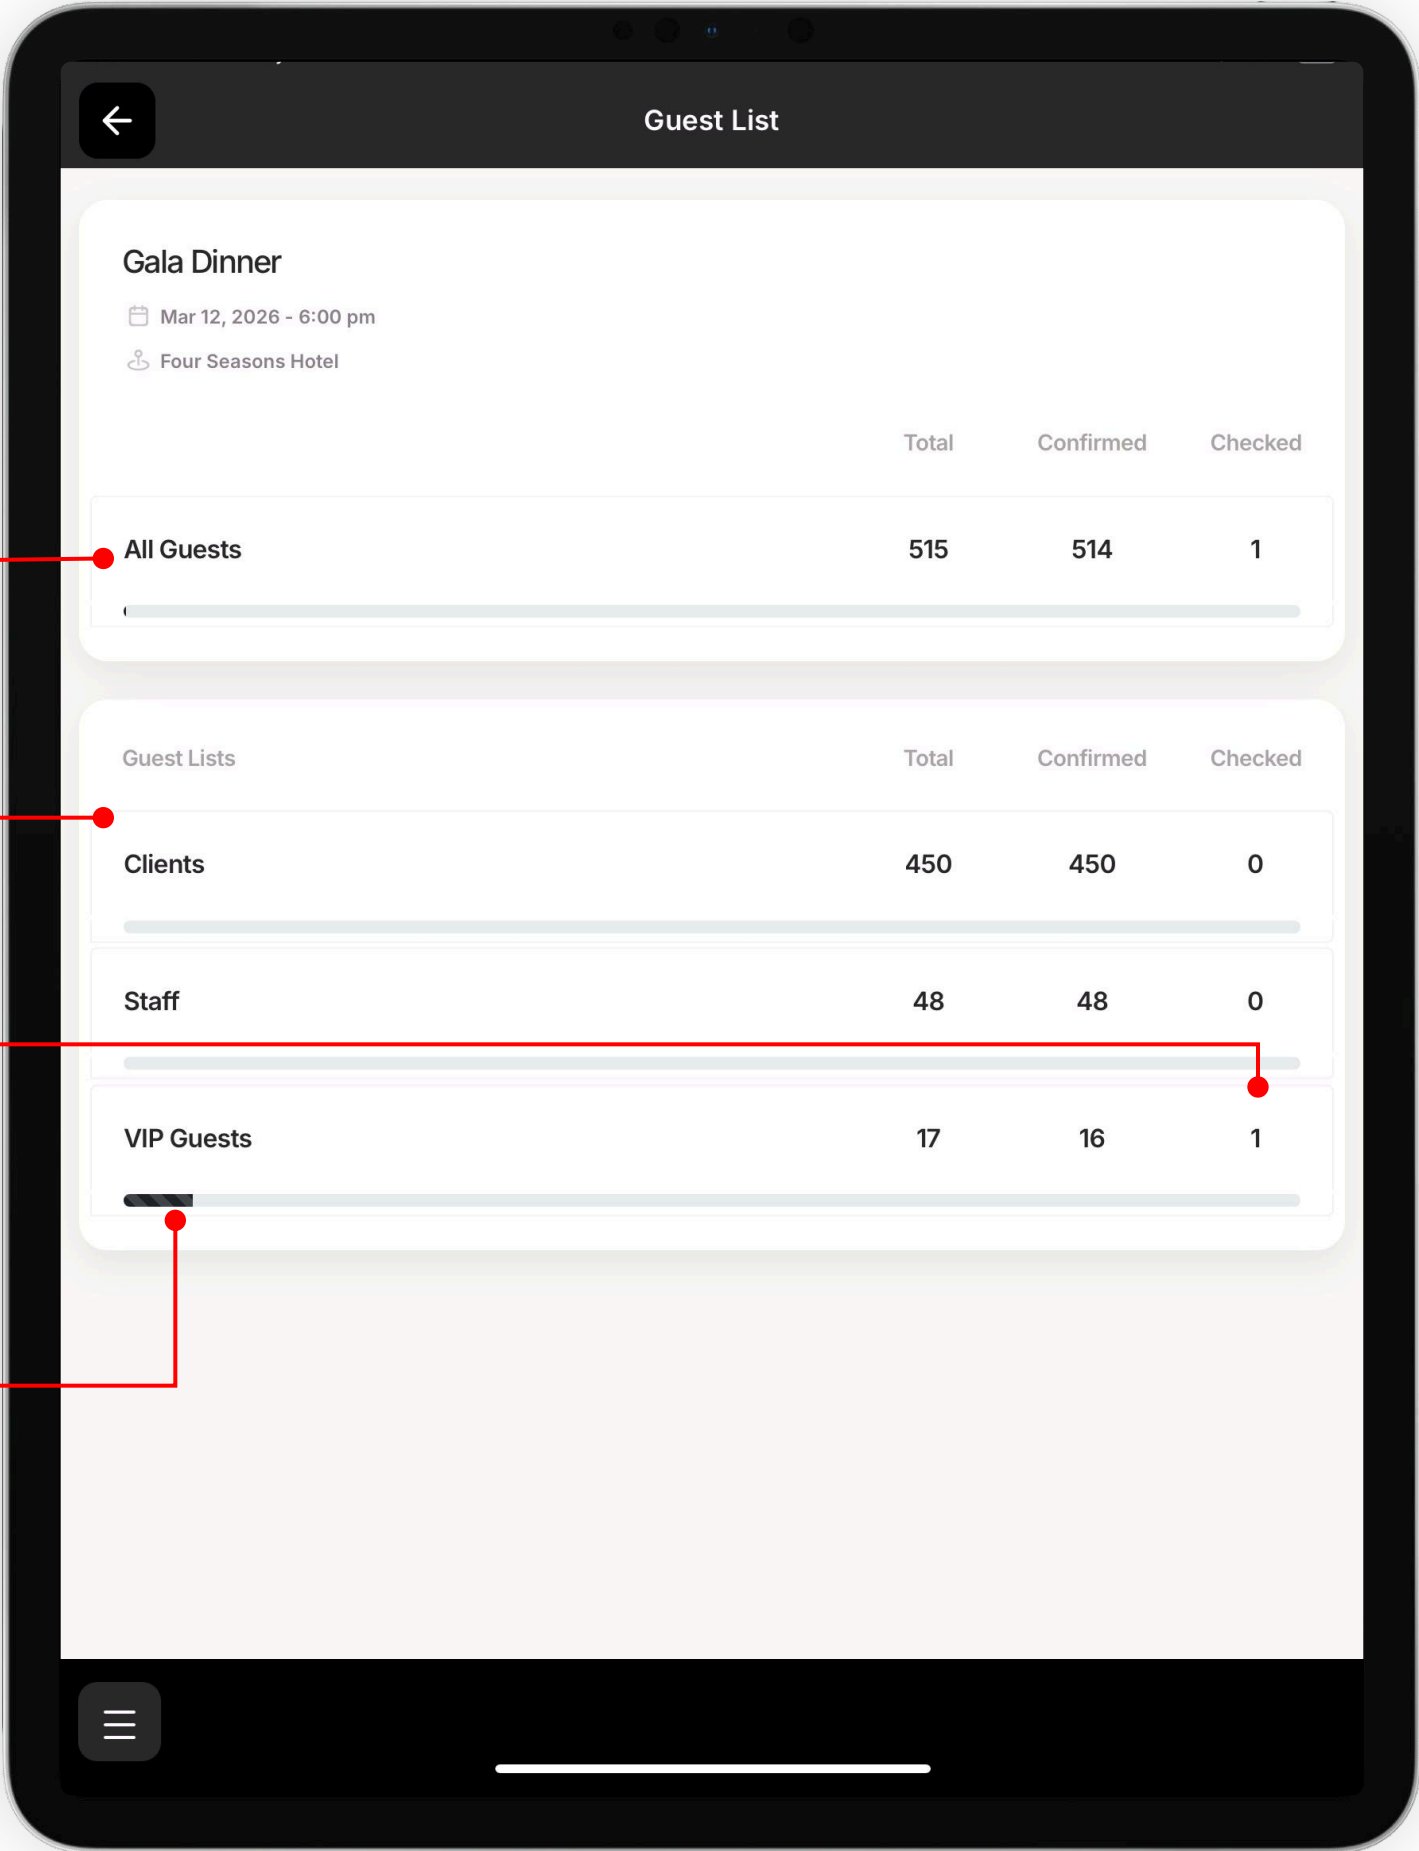 Guest List
Gala Dinner
Mar 12, 2026 - 6:00 pm
Four Seasons Hotel
Total Confirmed Checked
All Guests 515 514 1
Guest Lists Total Confirmed Checked
Clients 450 450 0
Staff 48 48 0
VIP Guests 17 16 1